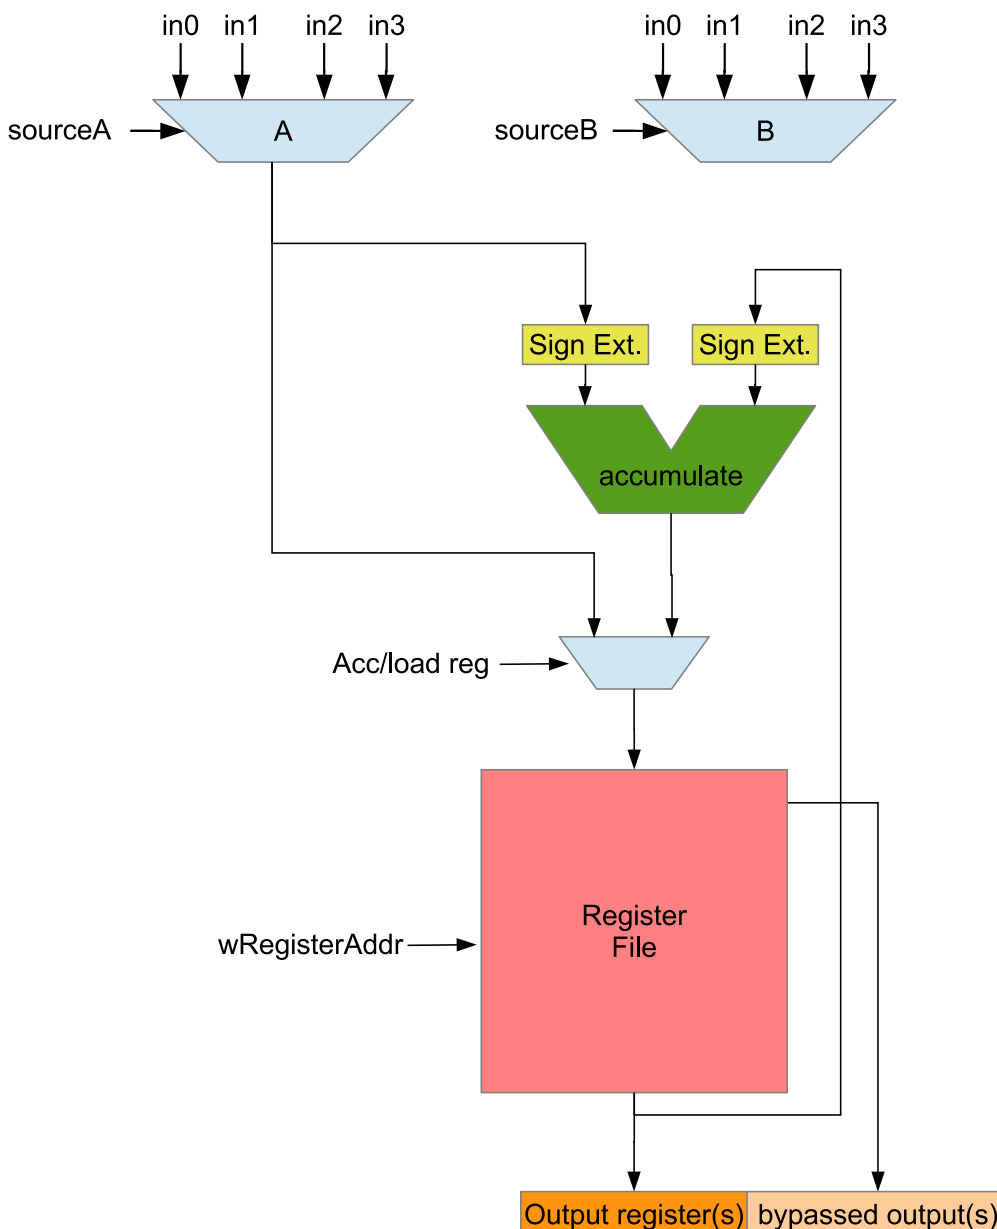 in0 in1 in2 in3
in0 in1 in2 in3
sourceA
A
sourceB
B
Sign Ext.
Sign Ext.
accumulate
Acc/load reg
Register
File
wRegisterAddr
Output register(s)
bypassed output(s)